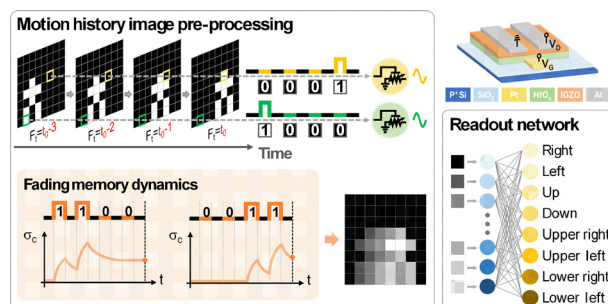 Motion history image pre-processing
0 0 0 1
1 0 0 0
Fₜ=t₀-3
Fₜ=t₀-2
Fₜ=t₀-1
Fₜ=t₀
Time
Fading memory dynamics
1 1 0 0
0 0 1 1
σc
t
σc
t
V_D
V_G
P⁺ Si
SiO₂
Pt
HfO₂
IGZO
Al
Readout network
Right
Left
Up
Down
Upper right
Upper left
Lower right
Lower left